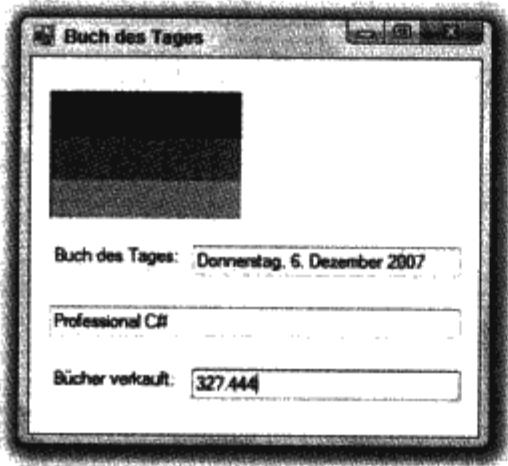 Buch des Tages
Buch des Tages: Donnerstag, 6. Dezember 2007
Professional C#
Bücher verkauft: 327.444